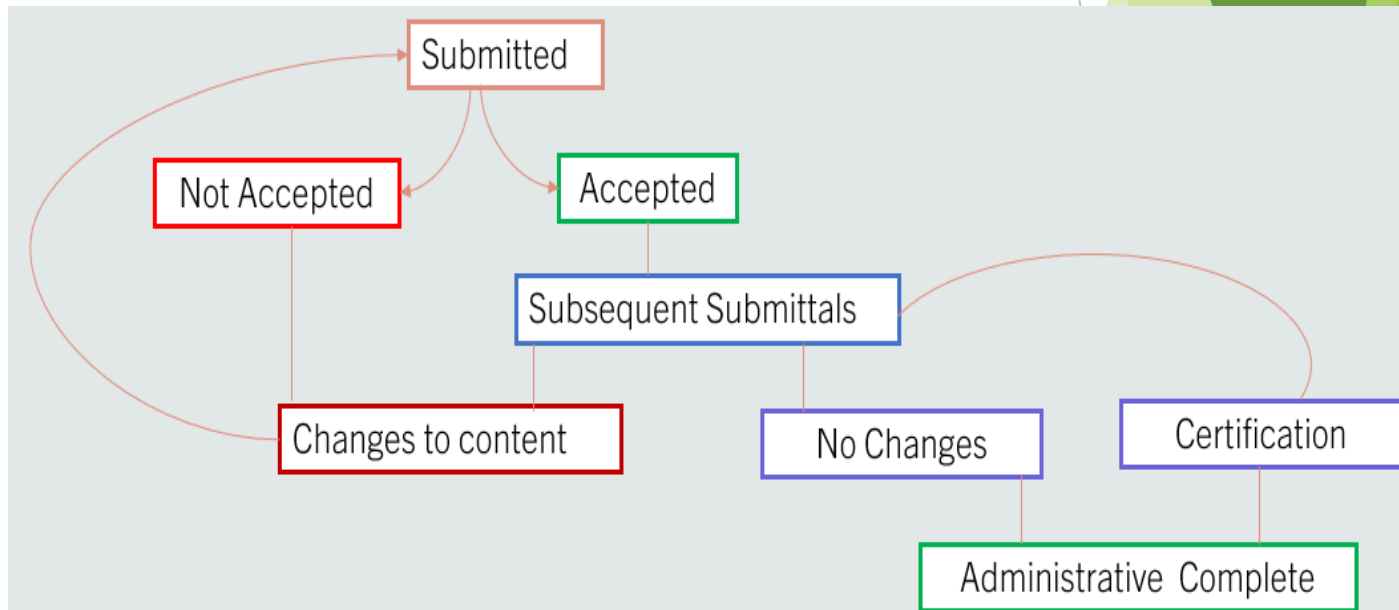 Submitted
Not Accepted
Accepted
Subsequent Submittals
Changes to content
No Changes
Certification
Administrative Complete